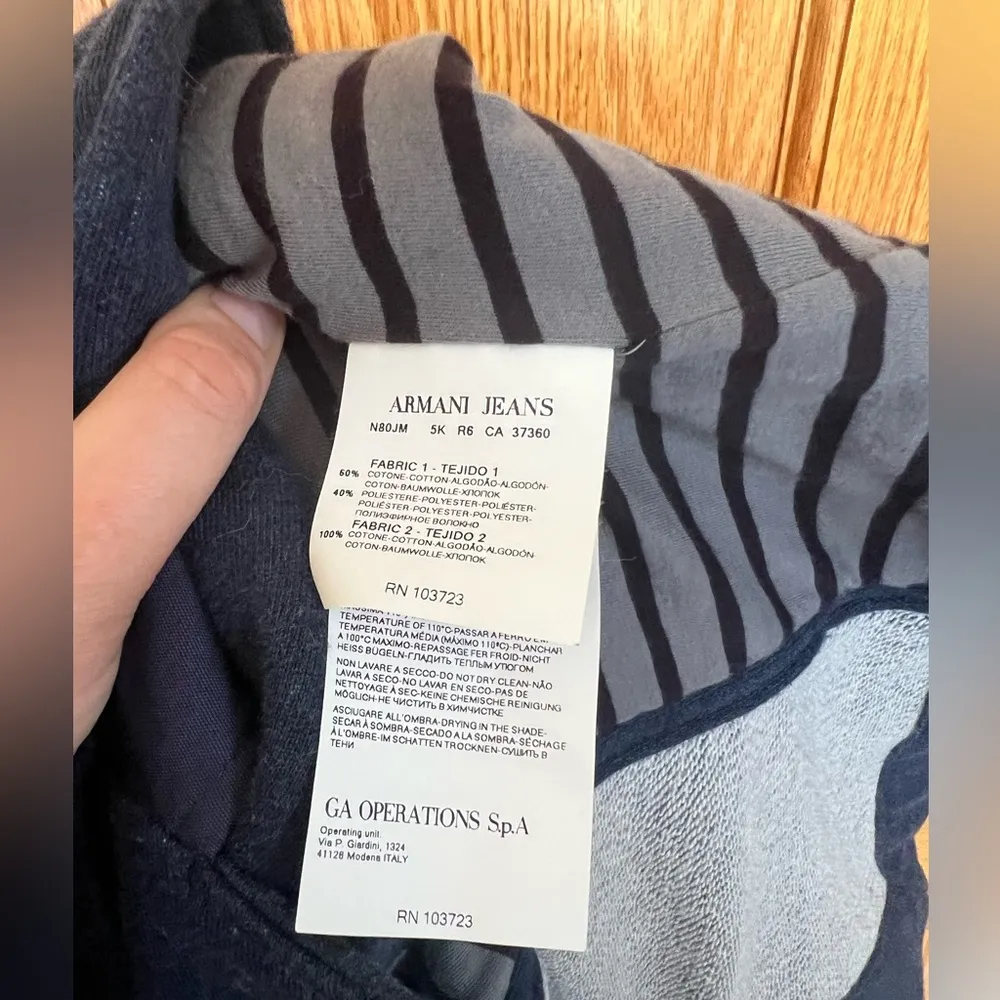 ARMANI JEANS
N80JM 5K R6 CA 37360
FABRIC 1 - TEJIDO 1
60% COTONE-COTTON-ALGODÃO-ALGODÓN-
COTON-BAUMWOLLE-ХЛОПОК
40% POLIESTERE-POLYESTER-POLIÉSTER-
POLIÉSTER-POLYESTER-POLYESTER-
ПОЛИЭФИРНОЕ ВОЛОКНО
FABRIC 2 - TEJIDO 2
100% COTONE-COTTON-ALGODÃO-ALGODÓN-
COTON-BAUMWOLLE-ХЛОПОК
RN 103723
TEMPERATURE OF 110°C-PASSAR A FERRO EM
TEMPERATURA MÉDIA (MÁXIMO 110°C)-PLANCHAR
A 100°C MAXIMO-REPASSAGE FER FROID-NICHT
HEISS BÜGELN-ГЛАДИТЬ ТЕПЛЫМ УТЮГОМ
NON LAVARE A SECCO-DO NOT DRY CLEAN-NÃO
LAVAR A SECO-NO LAVAR EN SECO-PAS DE
NETTOYAGE À SEC-KEINE CHEMISCHE REINIGUNG
MÖGLICH-НЕ ЧИСТИТЬ В ХИМЧИСТКЕ
ASCIUGARE ALL'OMBRA-DRYING IN THE SHADE-
SECAR À SOMBRA-SECADO A LA SOMBRA-SÉCHAGE
À L'OMBRE-IM SCHATTEN TROCKNEN-СУШИТЬ В
ТЕНИ
GA OPERATIONS S.p.A
Operating unit:
Via P. Giardini, 1324
41126 Modena ITALY
RN 103723